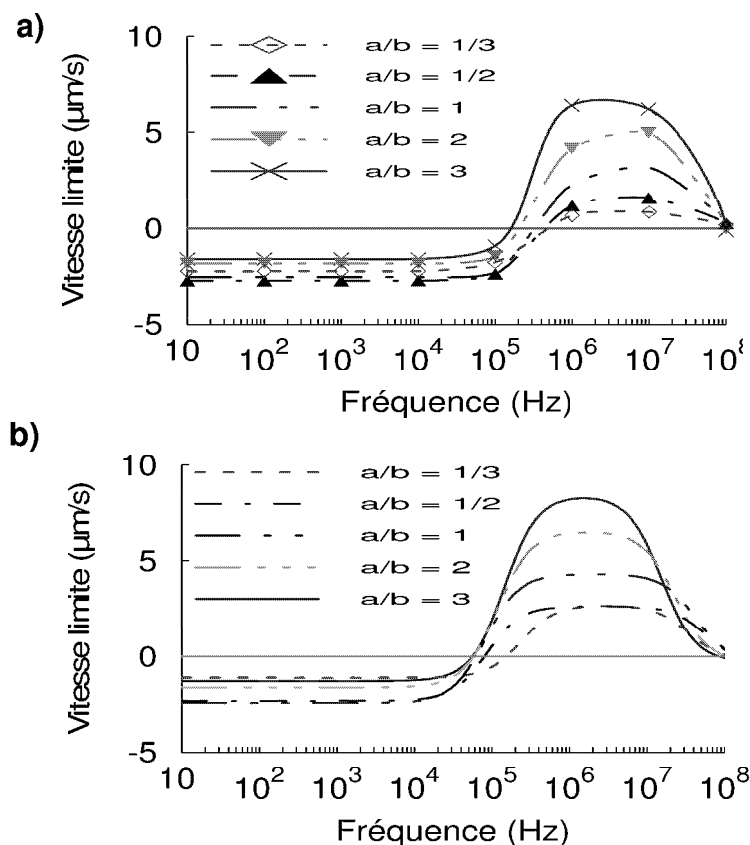 a)
10
5
0
-5
Vitesse limite (µm/s)
a/b = 1/3
a/b = 1/2
a/b = 1
a/b = 2
a/b = 3
10 10² 10³ 10⁴ 10⁵ 10⁶ 10⁷ 10⁸
Fréquence (Hz)
b)
10
5
0
-5
Vitesse limite (µm/s)
a/b = 1/3
a/b = 1/2
a/b = 1
a/b = 2
a/b = 3
10 10² 10³ 10⁴ 10⁵ 10⁶ 10⁷ 10⁸
Fréquence (Hz)